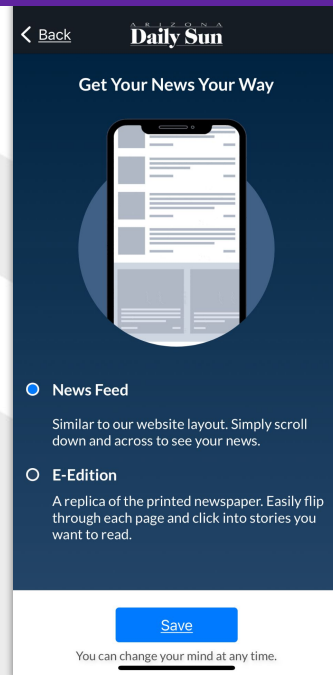 Back
ARIZONA
Daily Sun
Get Your News Your Way
News Feed
Similar to our website layout. Simply scroll
down and across to see your news.
E-Edition
A replica of the printed newspaper. Easily flip
through each page and click into stories you
want to read.
Save
You can change your mind at any time.